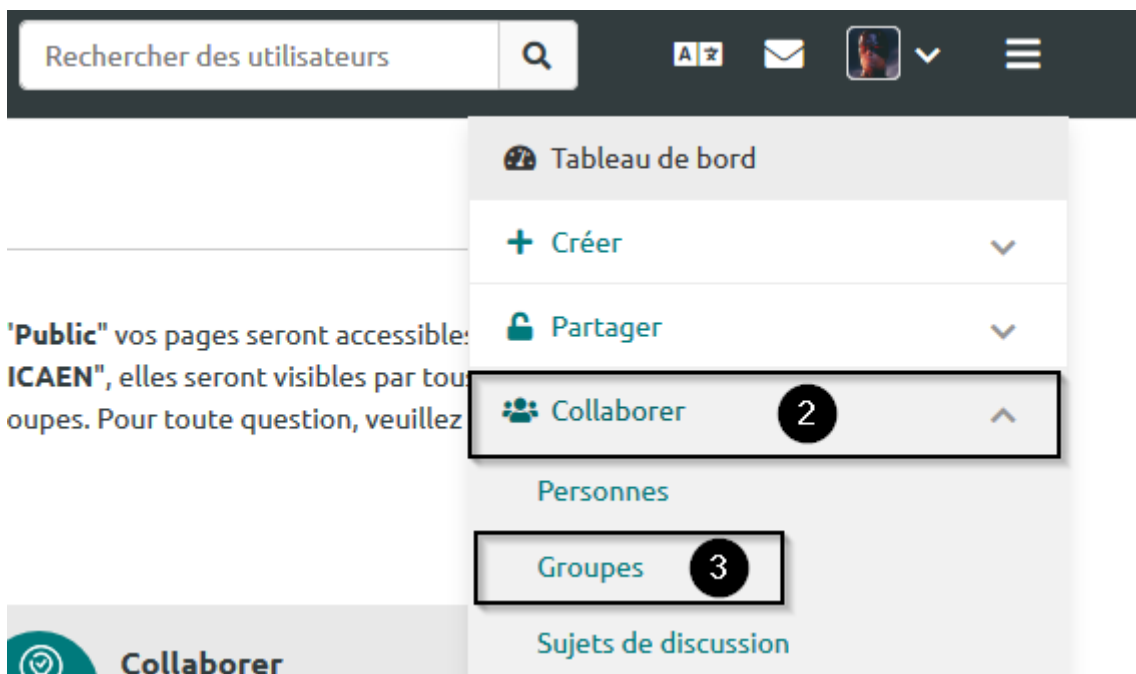 Rechercher des utilisateurs
Tableau de bord
Créer
"Public" vos pages seront accessibles
Partager
ICAEN", elles seront visibles par tous
Collaborer 2
oupes. Pour toute question, veuillez
Personnes
Groupes 3
Sujets de discussion
Collaborer